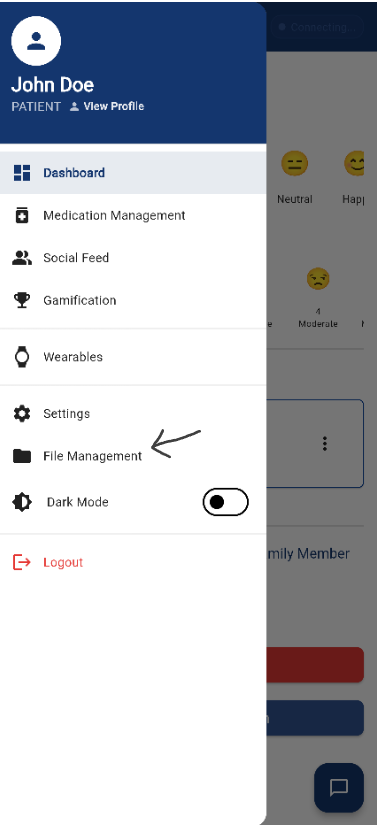 Connecting...
John Doe
PATIENT View Profile
Dashboard
Medication Management
Social Feed
Gamification
Wearables
Settings
File Management
Dark Mode
Logout
Neutral
4
Moderate
mily Member